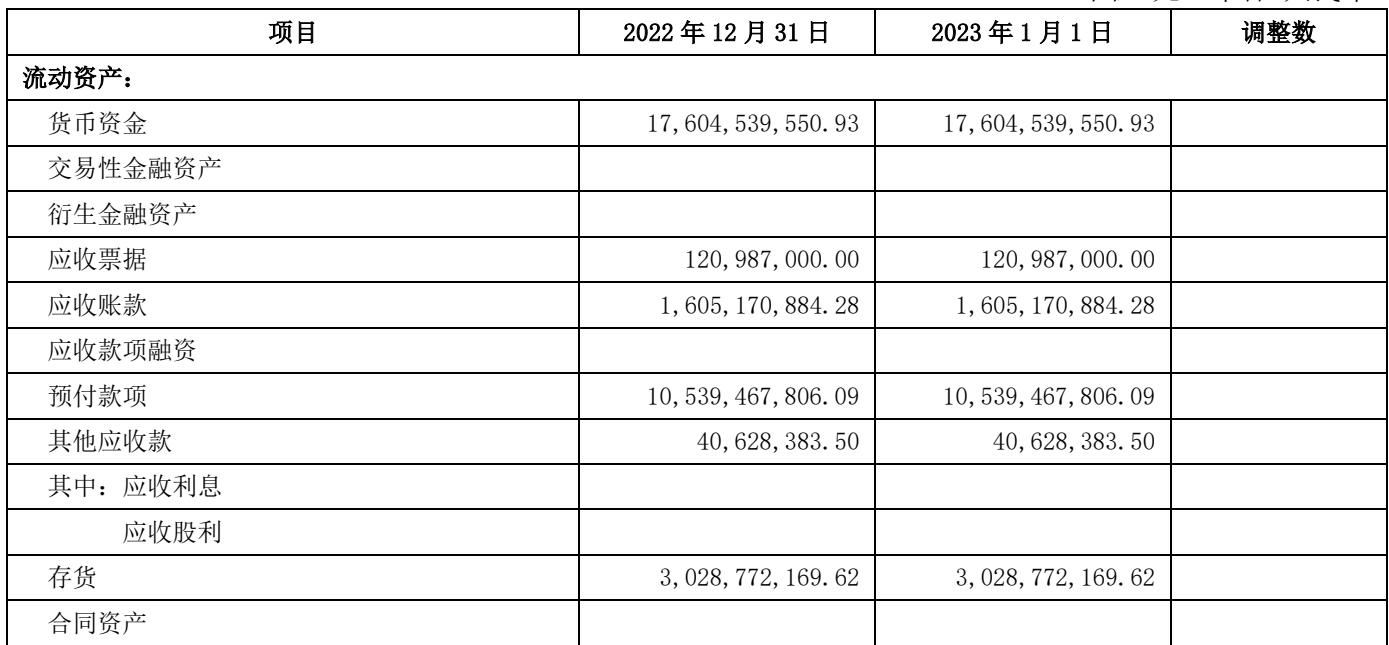 项目 2022 年 12 月 31 日 2023 年 1 月 1 日 调整数
流动资产：
货币资金 17,604,539,550.93 17,604,539,550.93
交易性金融资产
衍生金融资产
应收票据 120,987,000.00 120,987,000.00
应收账款 1,605,170,884.28 1,605,170,884.28
应收款项融资
预付款项 10,539,467,806.09 10,539,467,806.09
其他应收款 40,628,383.50 40,628,383.50
其中：应收利息
应收股利
存货 3,028,772,169.62 3,028,772,169.62
合同资产